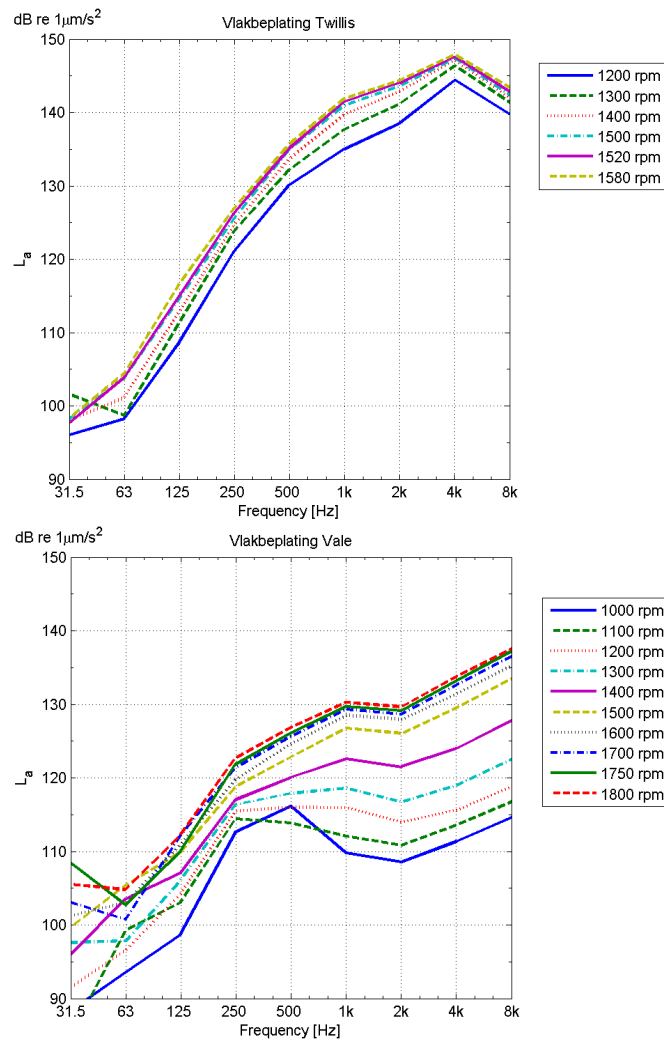 dB re 1μm/s²
Vlakbeplating Twillis
150
140
130
120
110
100
90
Lₐ
31.5 63 125 250 500 1k 2k 4k 8k
Frequency [Hz]
1200 rpm
1300 rpm
1400 rpm
1500 rpm
1520 rpm
1580 rpm
dB re 1μm/s²
Vlakbeplating Vale
150
140
130
120
110
100
90
Lₐ
31.5 63 125 250 500 1k 2k 4k 8k
Frequency [Hz]
1000 rpm
1100 rpm
1200 rpm
1300 rpm
1400 rpm
1500 rpm
1600 rpm
1700 rpm
1750 rpm
1800 rpm